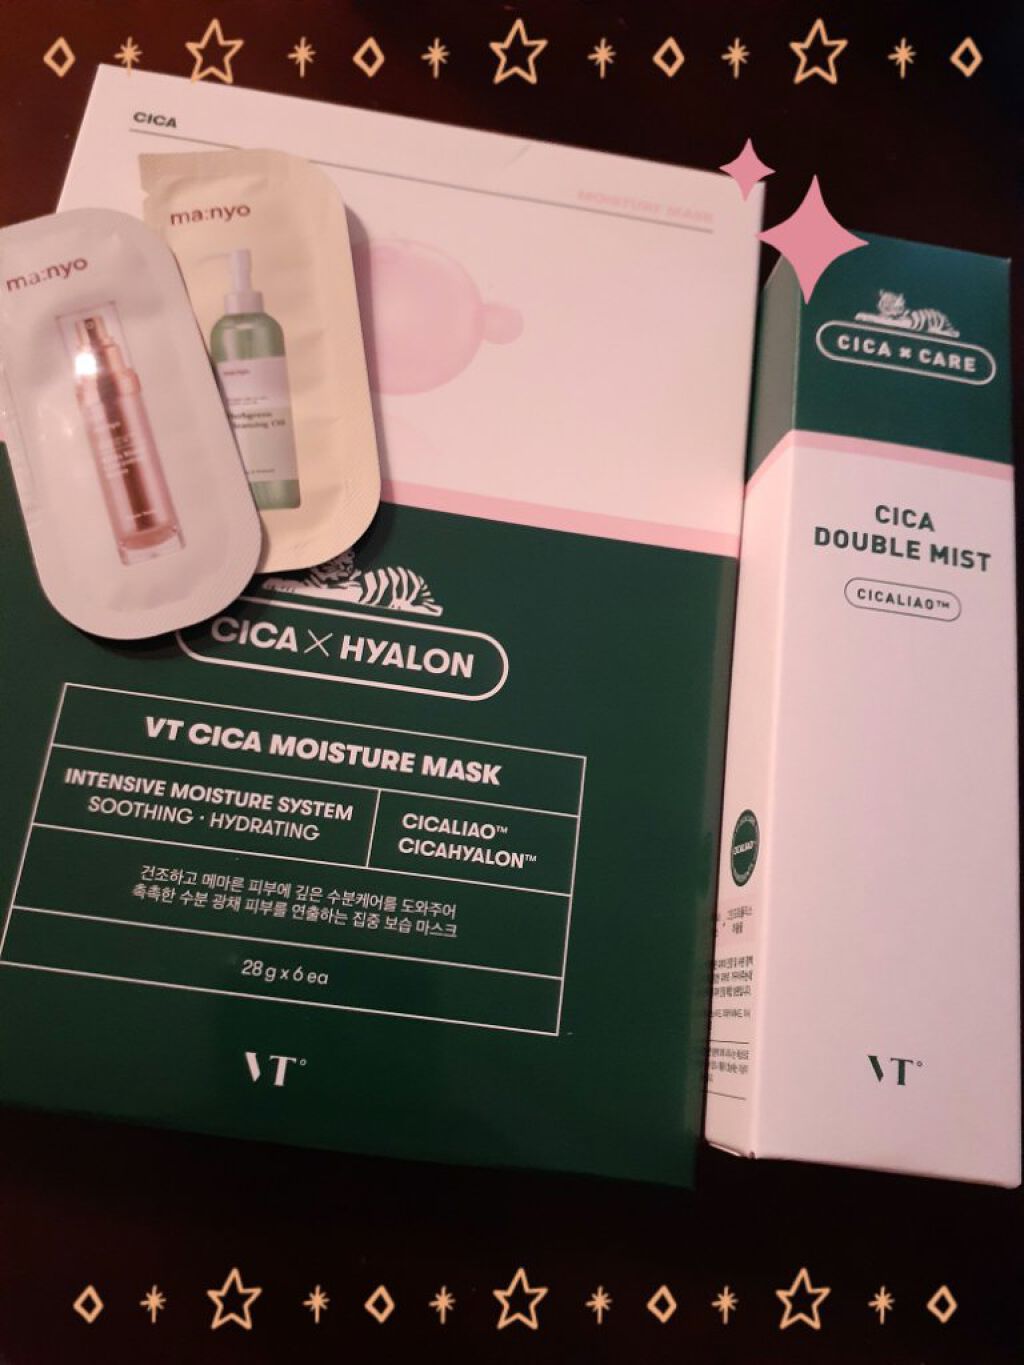 CICA
MOISTURE MASK
ma:nyo
ma:nyo
CICA × HYALON
VT CICA MOISTURE MASK
INTENSIVE MOISTURE SYSTEM
SOOTHING · HYDRATING
CICALIAO™
CICAHYALON™
건조하고 메마른 피부에 깊은 수분케어를 도와주어
촉촉한 수분 광채 피부를 연출하는 집중 보습 마스크
28 g x 6 ea
VT°
CICA × CARE
CICA
DOUBLE MIST
CICALIAO™
VT°